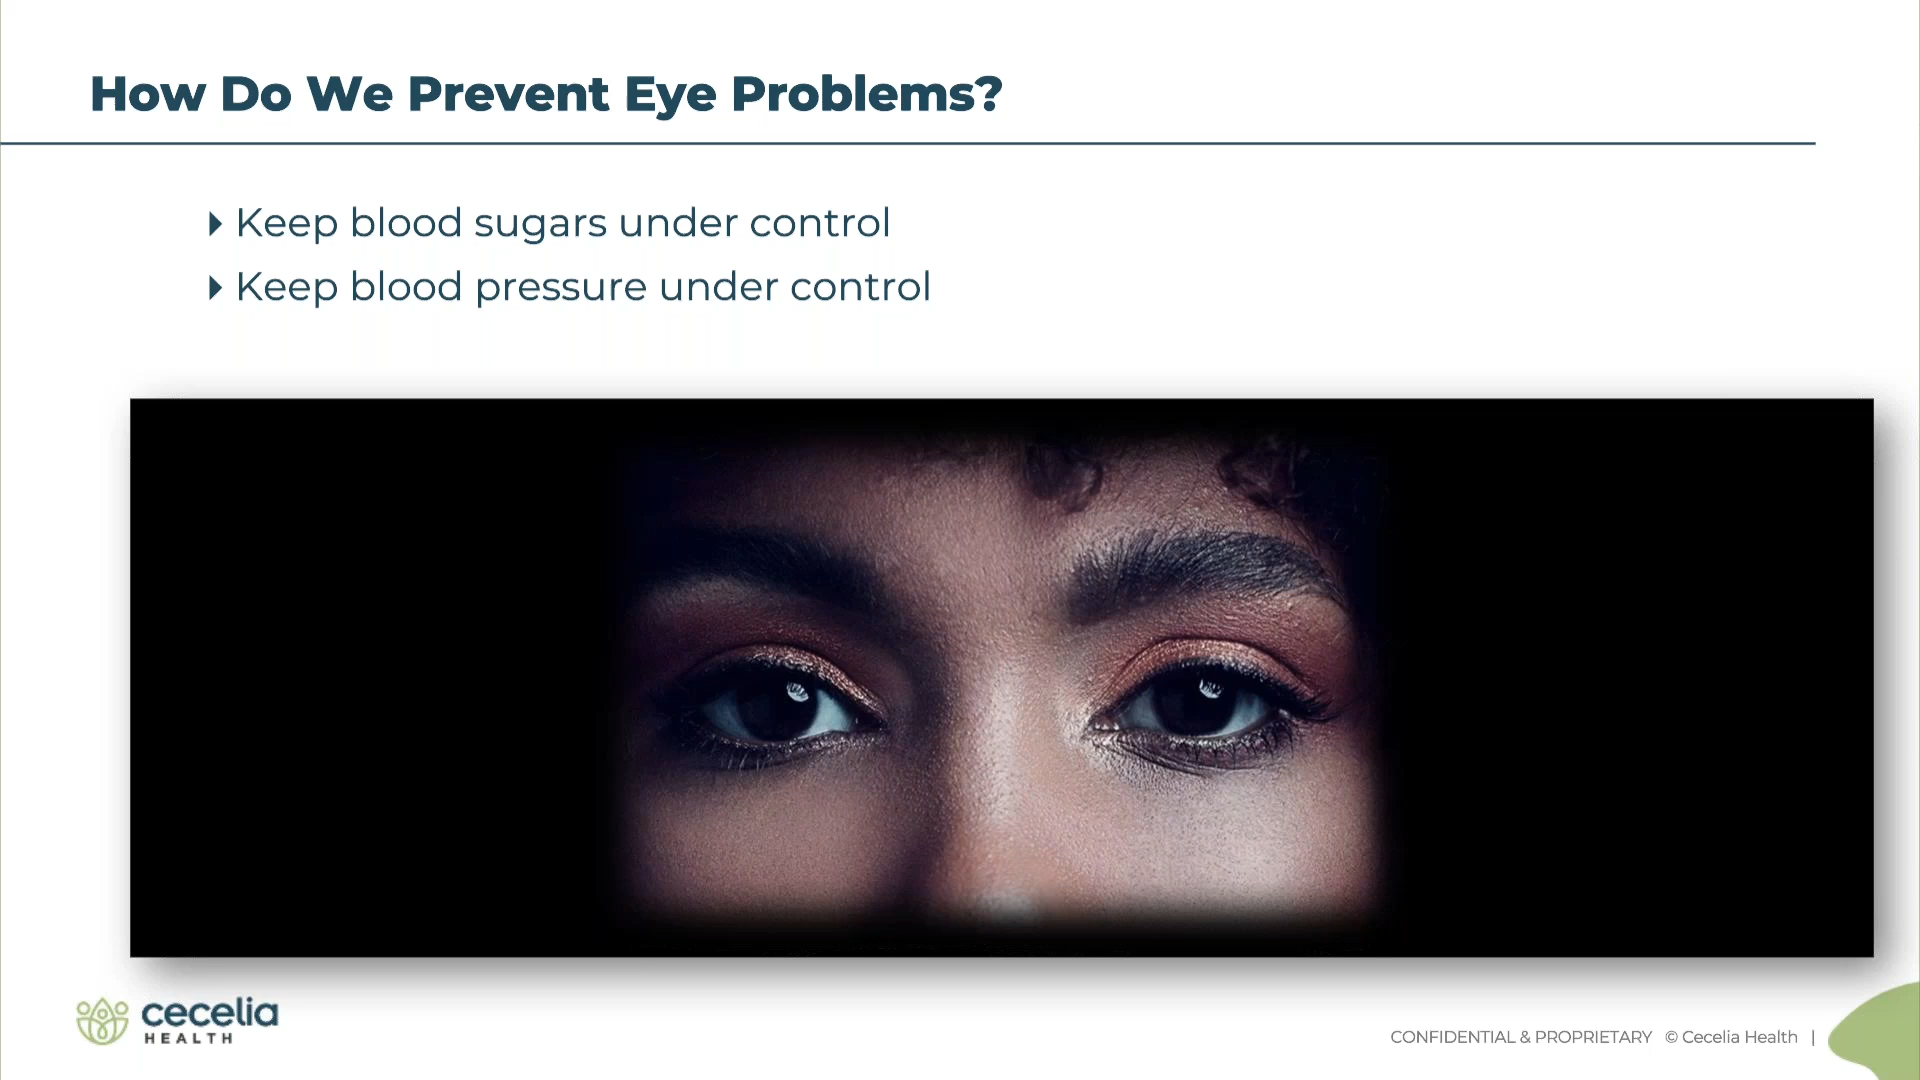 How Do We Prevent Eye Problems?
Keep blood sugars under control
Keep blood pressure under control
cecelia
HEALTH
CONFIDENTIAL & PROPRIETARY © Cecelia Health |